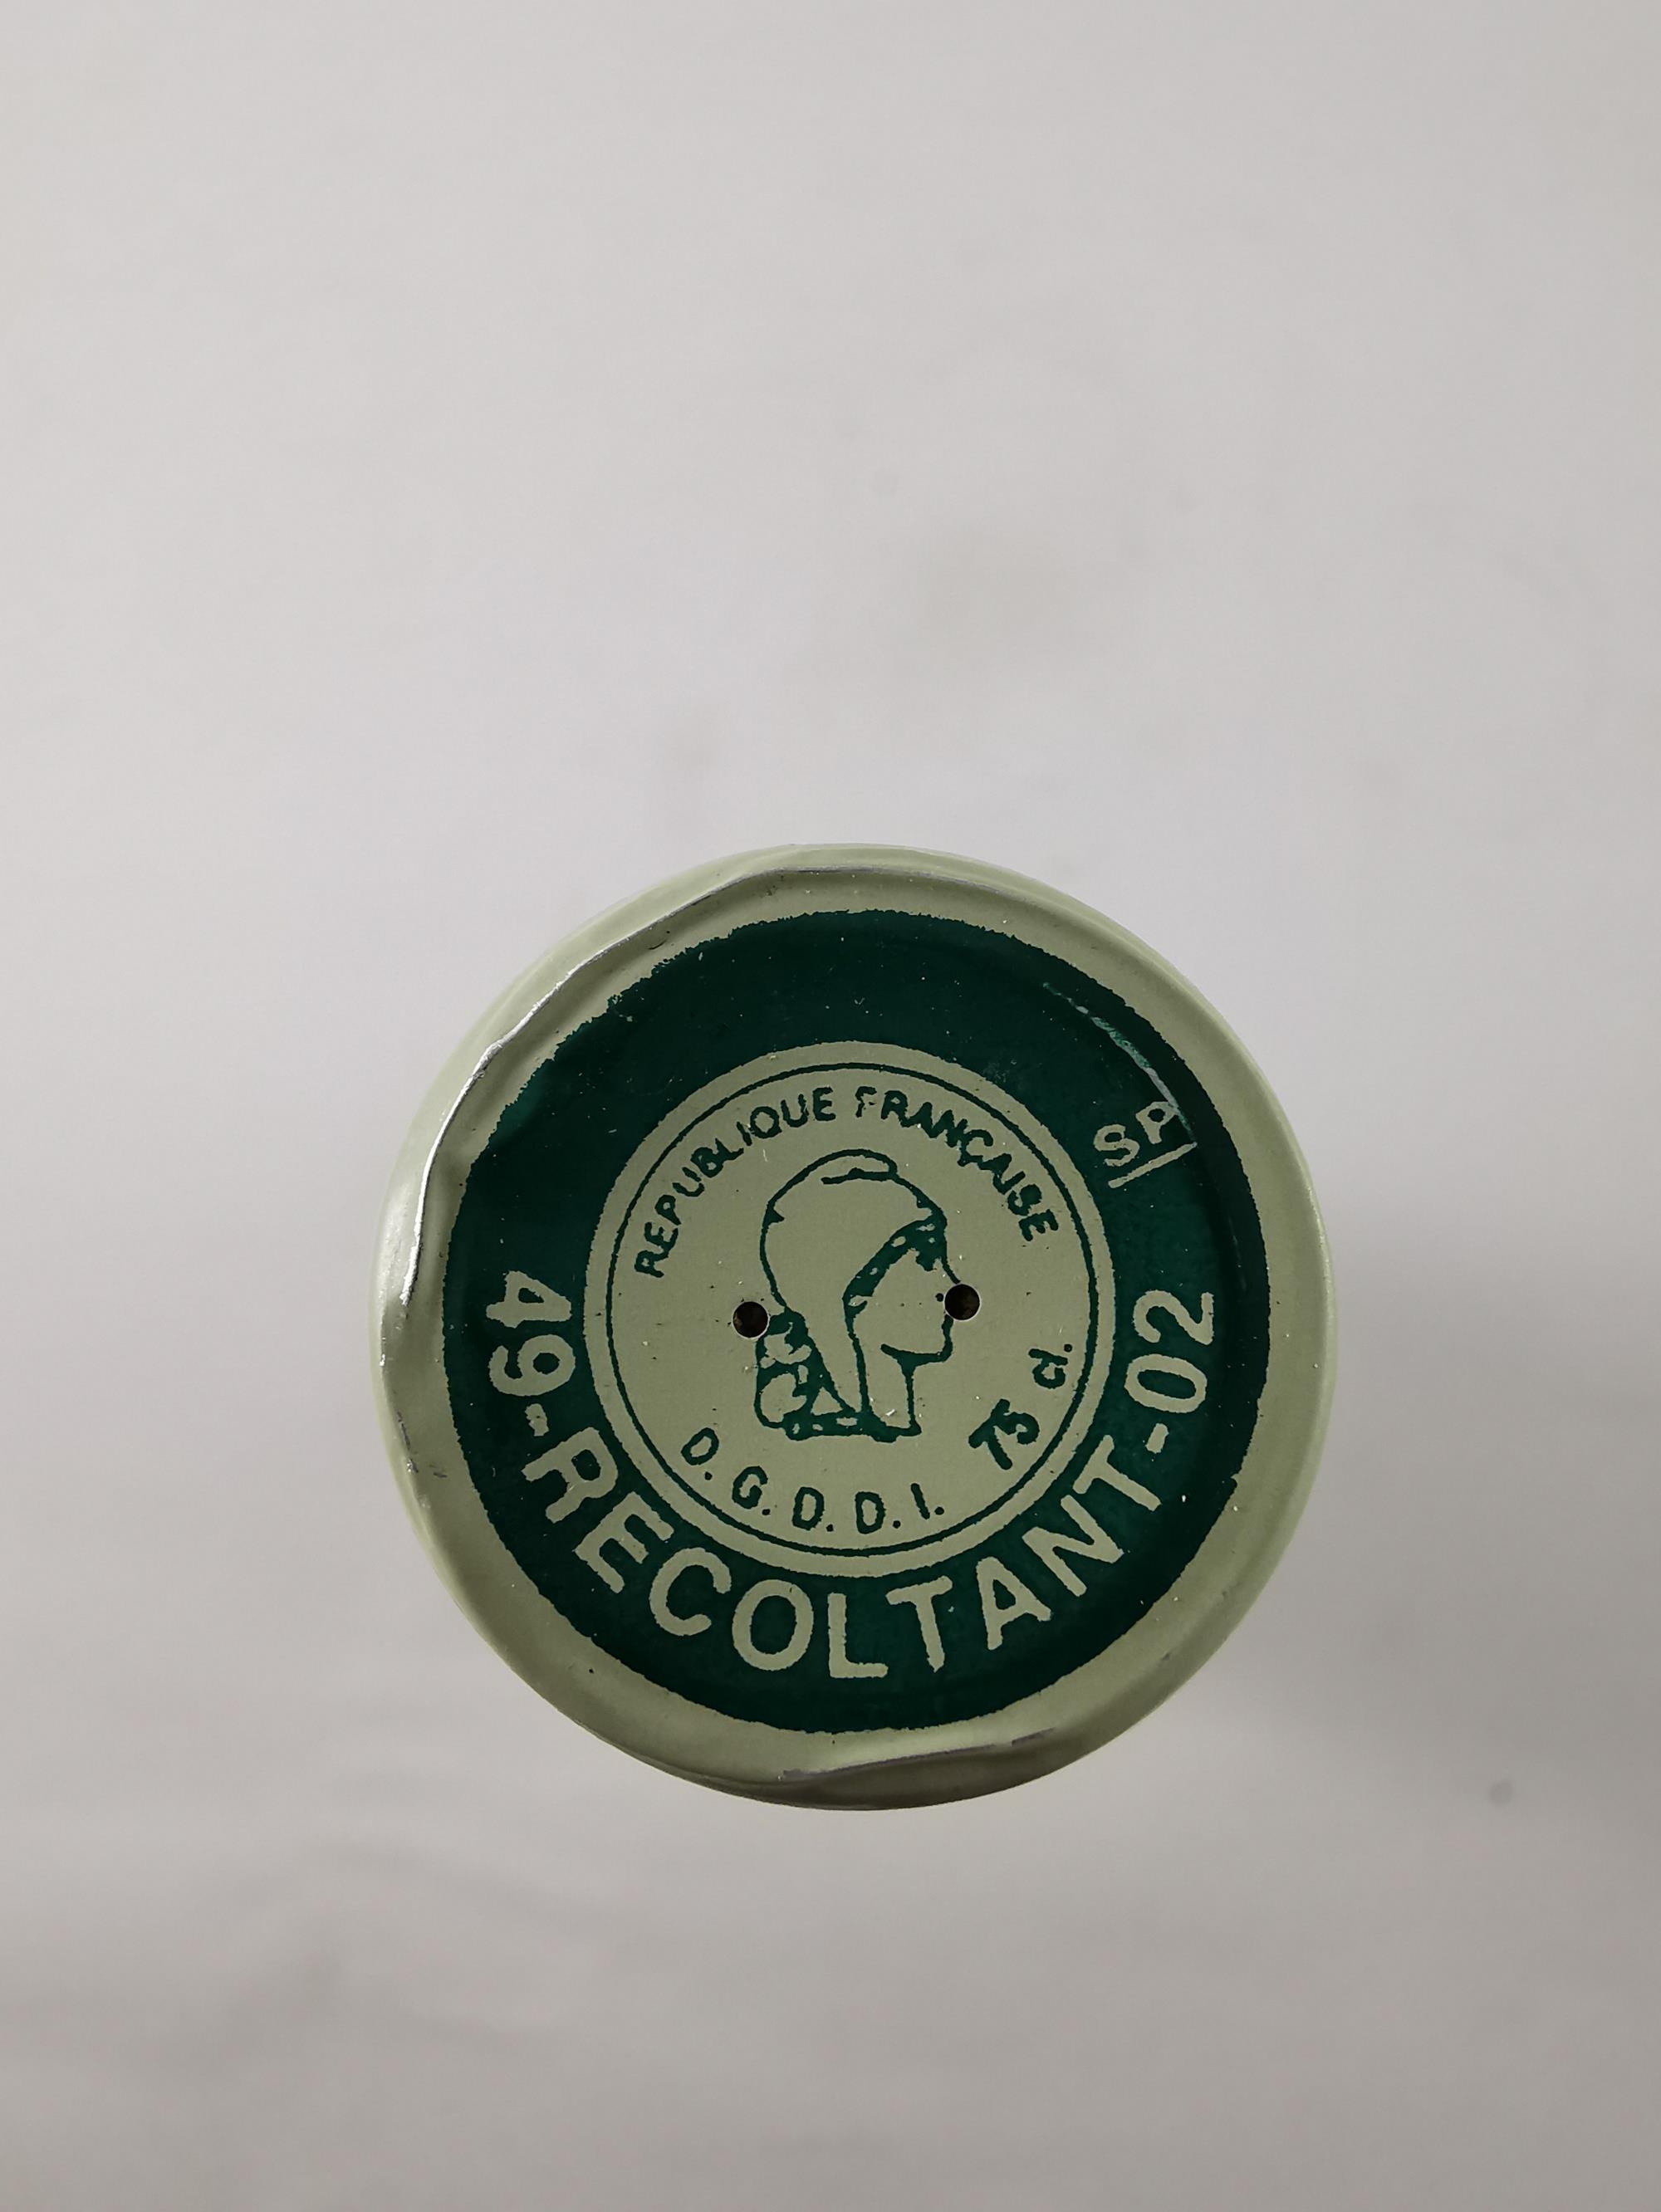 REPUBLIQUE FRANÇAISE
75 cl.
D.G.D.D.I.
49-RECOLTANT-02
SP